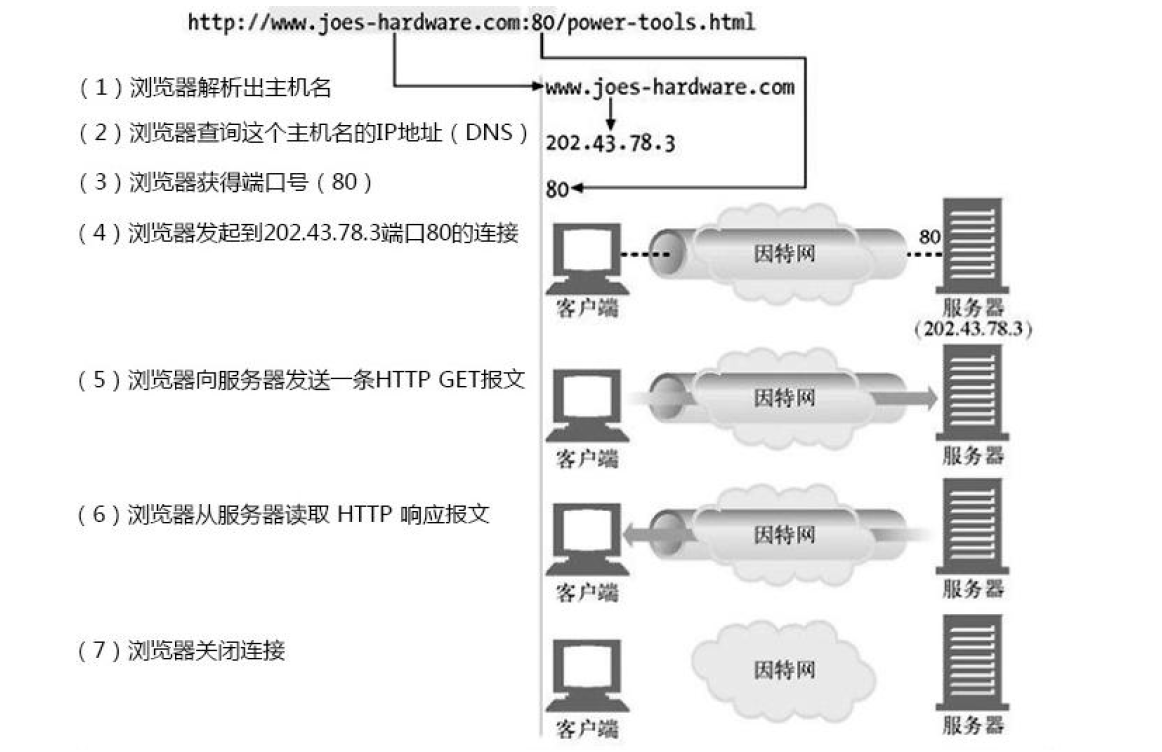 http://www.joes-hardware.com:80/power-tools.html
（1）浏览器解析出主机名
www.joes-hardware.com
（2）浏览器查询这个主机名的IP地址（DNS）
202.43.78.3
（3）浏览器获得端口号（80）
80
（4）浏览器发起到202.43.78.3端口80的连接
因特网
80
客户端
服务器
(202.43.78.3)
（5）浏览器向服务器发送一条HTTP GET报文
因特网
客户端
服务器
（6）浏览器从服务器读取 HTTP 响应报文
因特网
客户端
服务器
（7）浏览器关闭连接
因特网
客户端
服务器